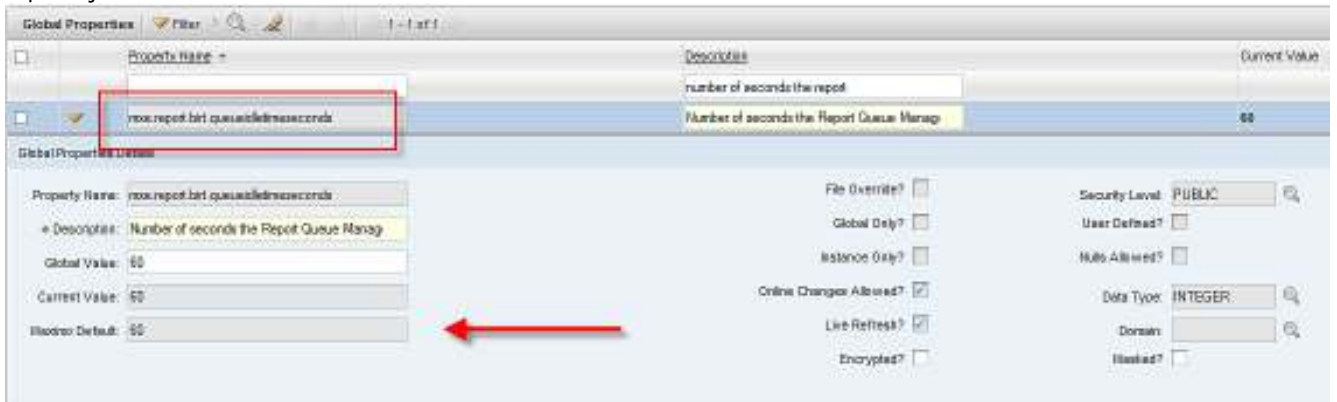 Global Properties Filter 1 - 1 of 1
Property Name Description Current Value
number of seconds the report
mxe.report.birt.queueidletimeseconds Number of seconds the Report Queue Manag 60
Global Properties Details
Property Name: mxe.report.birt.queueidletimeseconds File Override? Security Level: PUBLIC
* Description: Number of seconds the Report Queue Manag Global Only? User Defined?
Global Value: 60 Instance Only? Nulls Allowed?
Current Value: 60 Online Changes Allowed? Data Type: INTEGER
Maximo Default: 60 Live Refresh? Domain:
Encrypted? Masked?